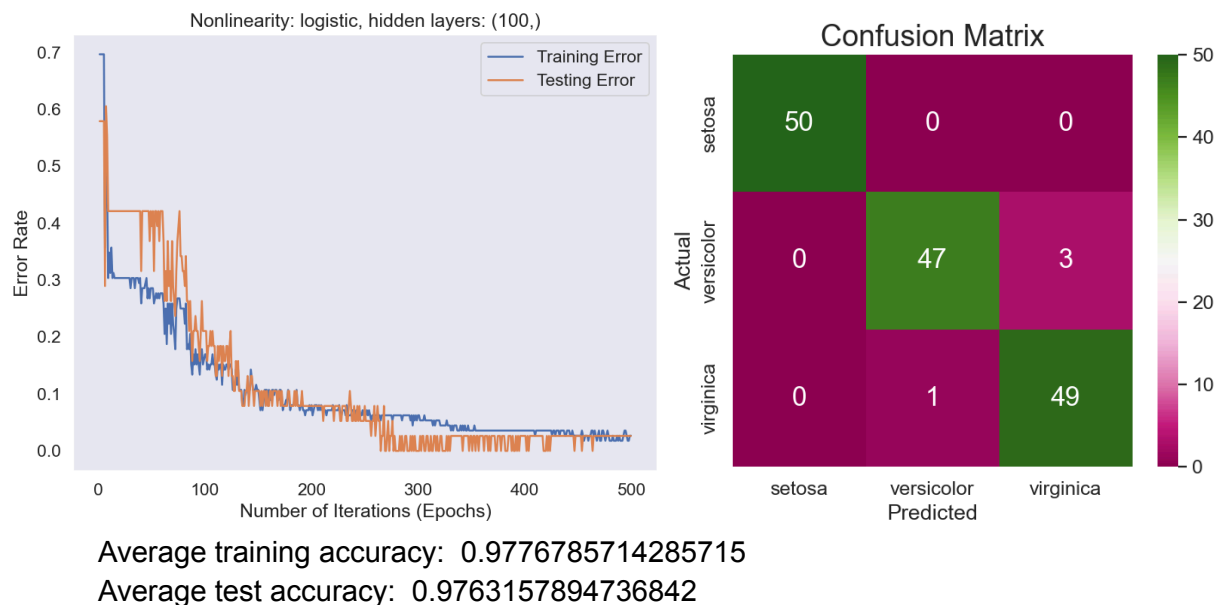 Nonlinearity: logistic, hidden layers: (100,)
0.7
0.6
0.5
0.4
0.3
0.2
0.1
0.0
Error Rate
Training Error
Testing Error
0 100 200 300 400 500
Number of Iterations (Epochs)
Confusion Matrix
Actual
setosa
versicolor
virginica
50 0 0
0 47 3
0 1 49
setosa versicolor virginica
Predicted
50
40
30
20
10
0
Average training accuracy: 0.9776785714285715
Average test accuracy: 0.9763157894736842